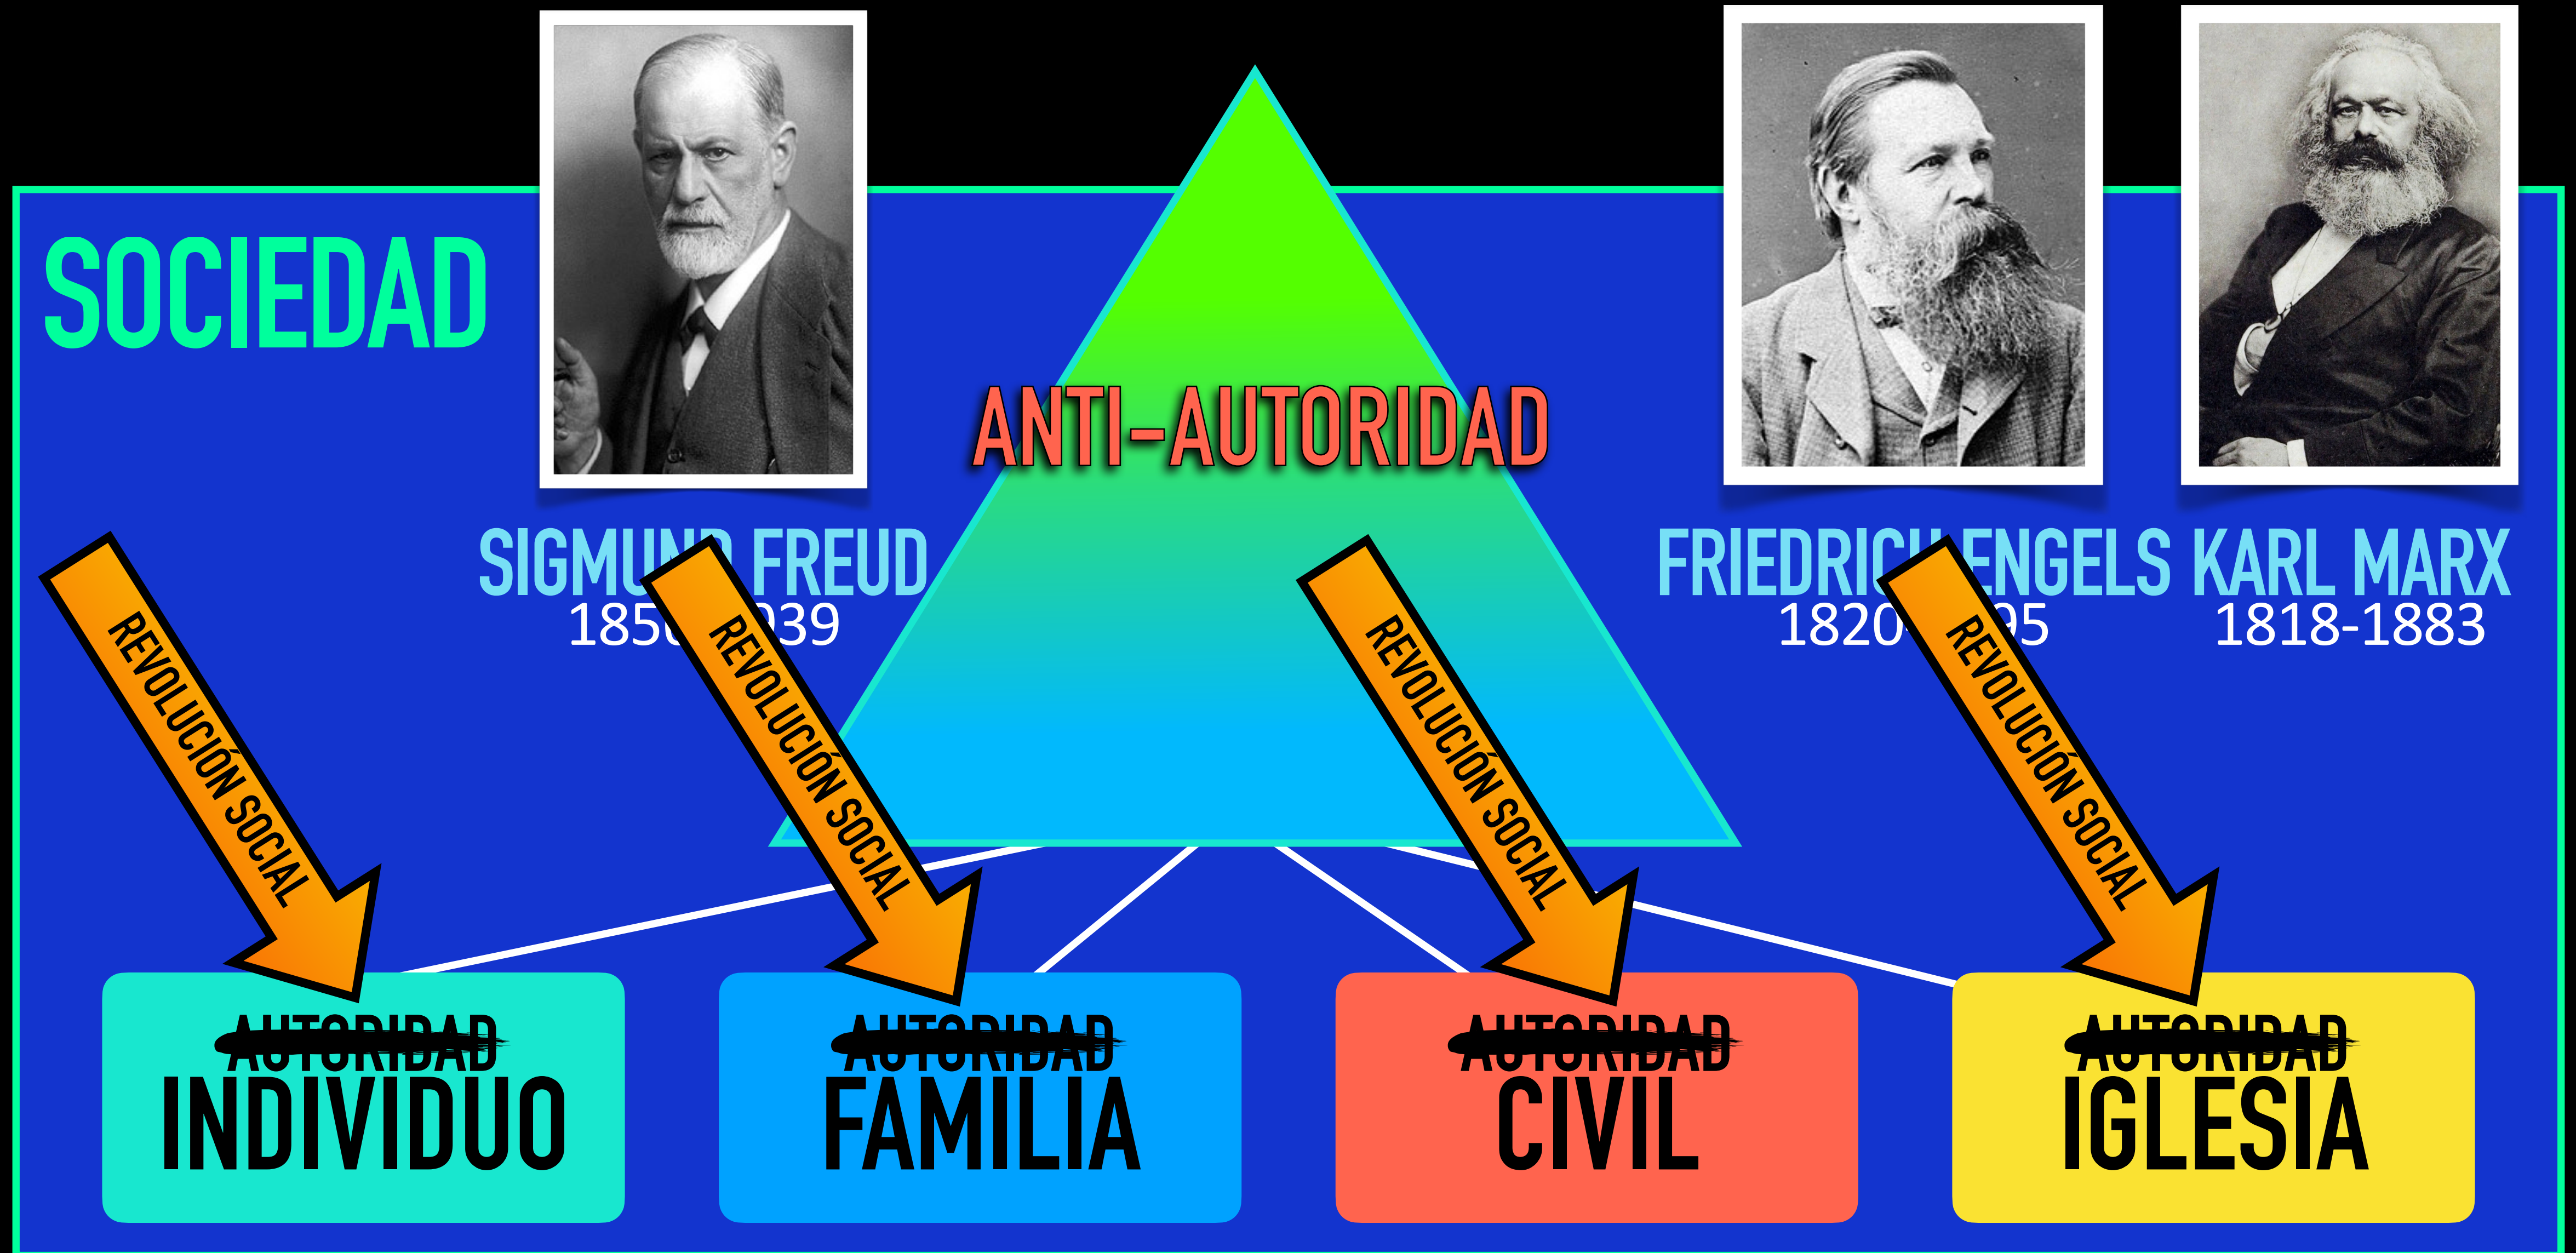 SOCIEDAD
ANTI-AUTORIDAD
SIGMUND FREUD
FRIEDRICH ENGELS
KARL MARX
1818-1883
REVOLUCIÓN SOCIAL
REVOLUCIÓN SOCIAL
REVOLUCIÓN SOCIAL
REVOLUCIÓN SOCIAL
AUTORIDAD
INDIVIDUO
AUTORIDAD
FAMILIA
AUTORIDAD
CIVIL
AUTORIDAD
IGLESIA